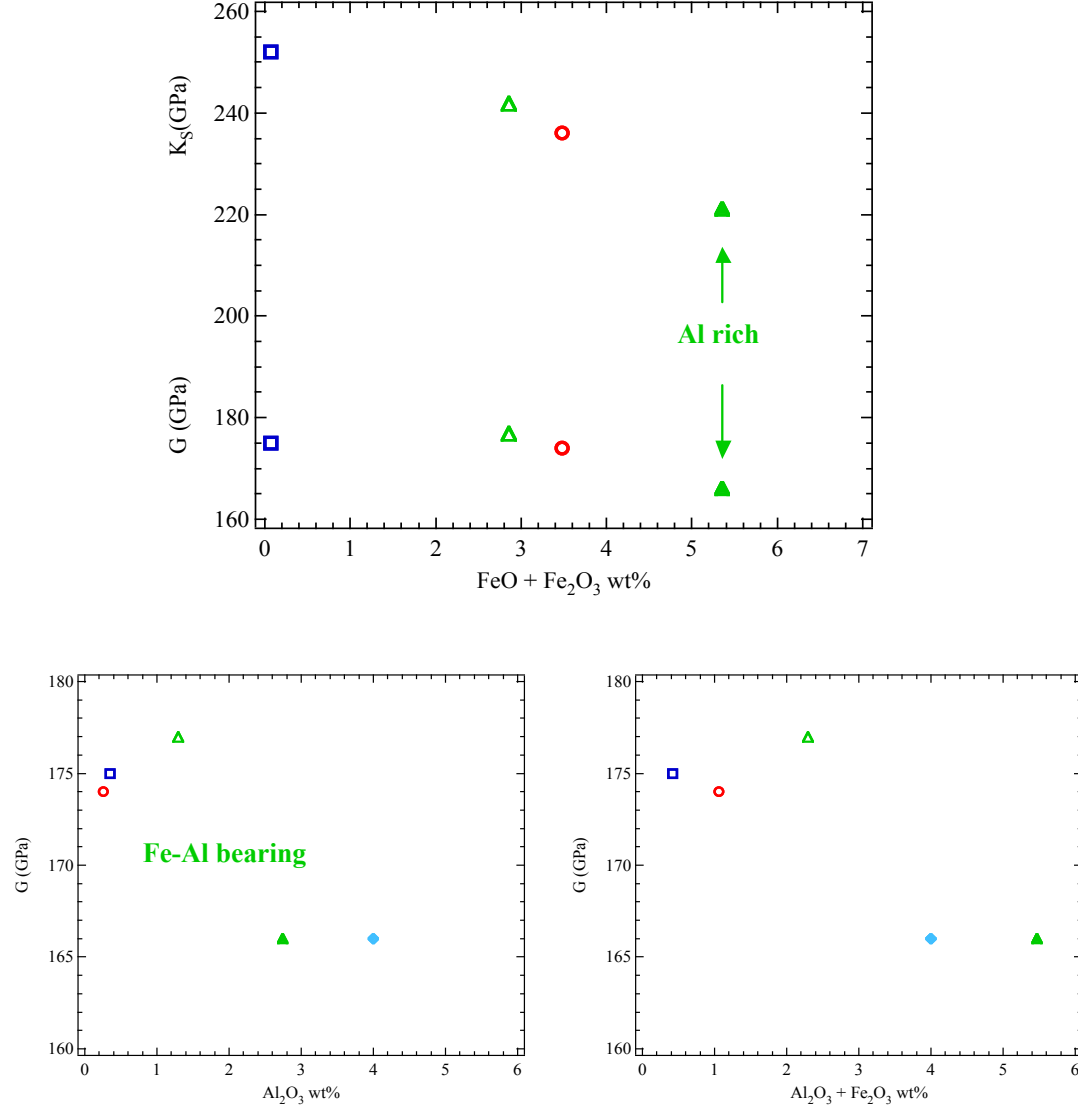 260
240
220
200
180
160
K_S(GPa)
G (GPa)
Al rich
0 1 2 3 4 5 6 7
FeO + Fe₂O₃ wt%
180
175
170
165
160
G (GPa)
Fe-Al bearing
0 1 2 3 4 5 6
Al₂O₃ wt%
180
175
170
165
160
G (GPa)
0 1 2 3 4 5 6
Al₂O₃ + Fe₂O₃ wt%